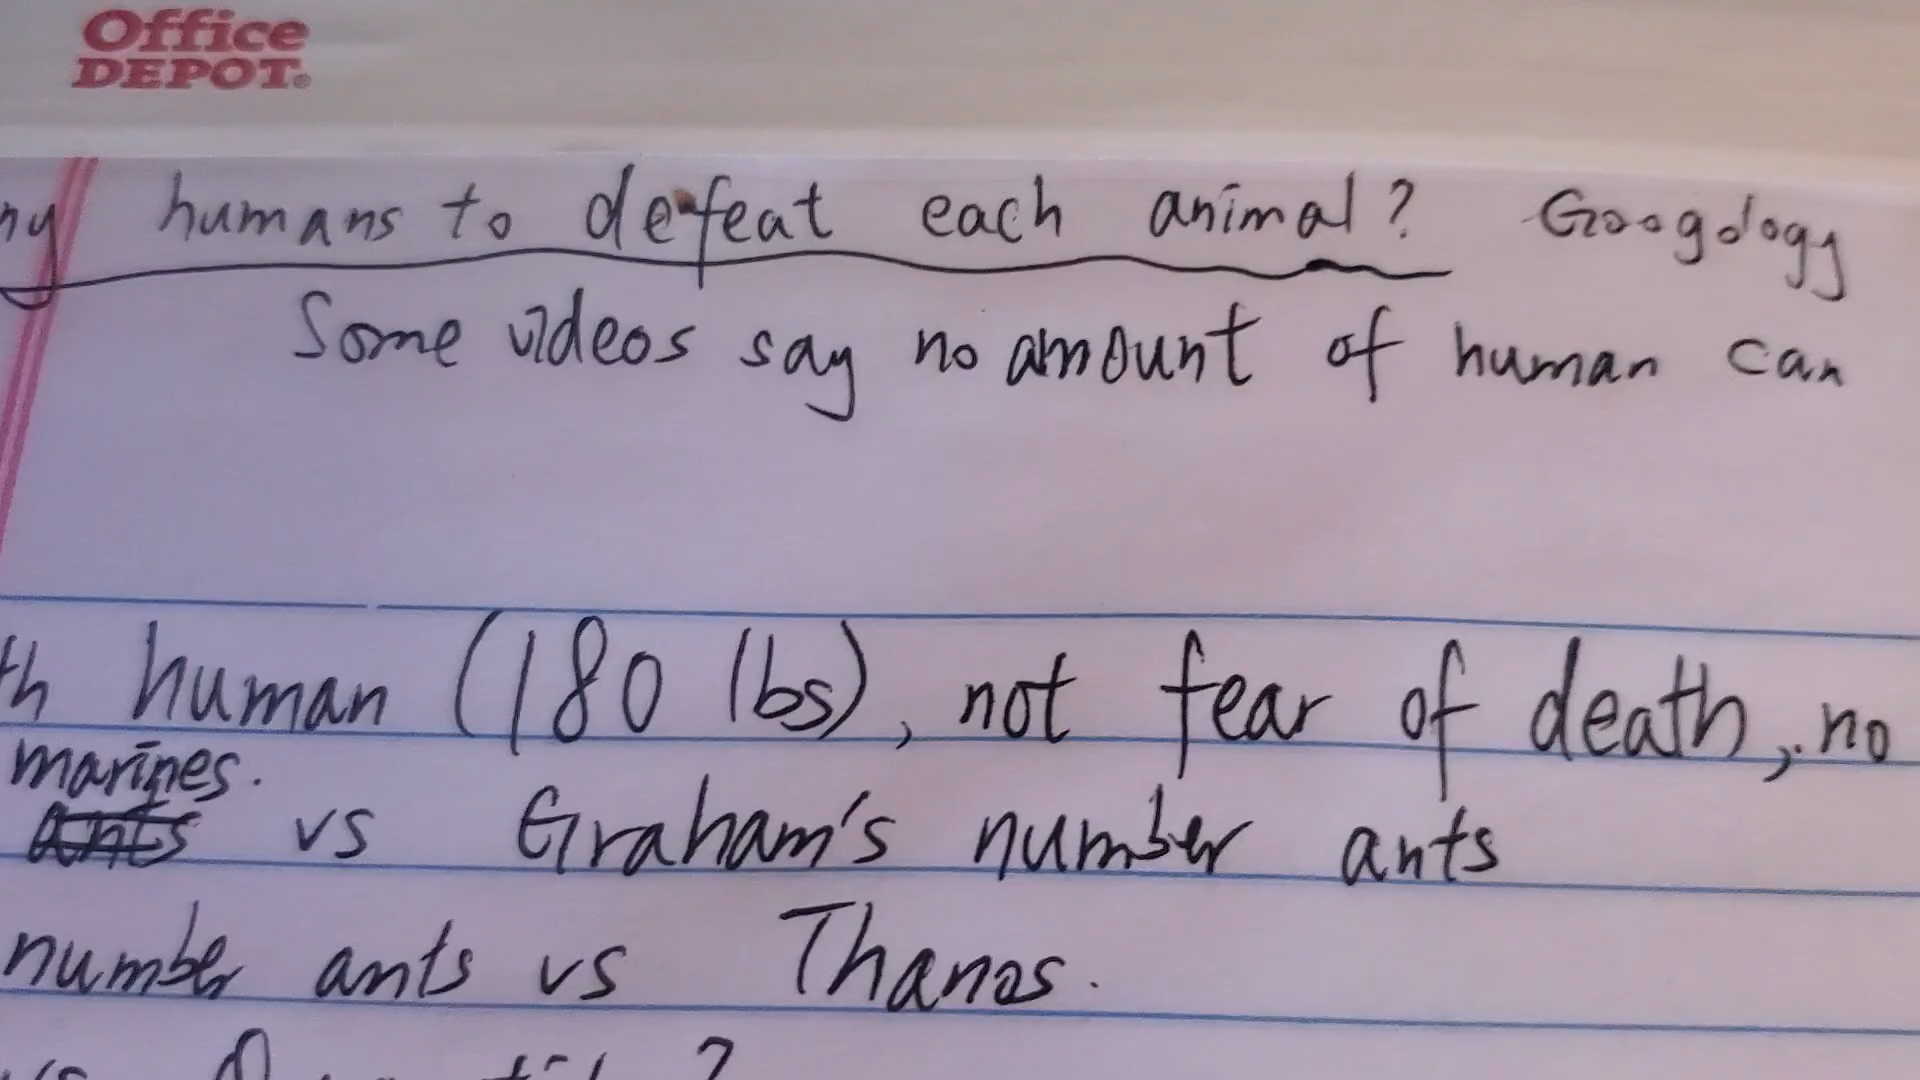 Office
DEPOT
humans to defeat each animal? Googology
Some videos say no amount of human can
human (180 lbs), not fear of death, no
marines.
vs Graham's number ants
number ants vs Thanos.